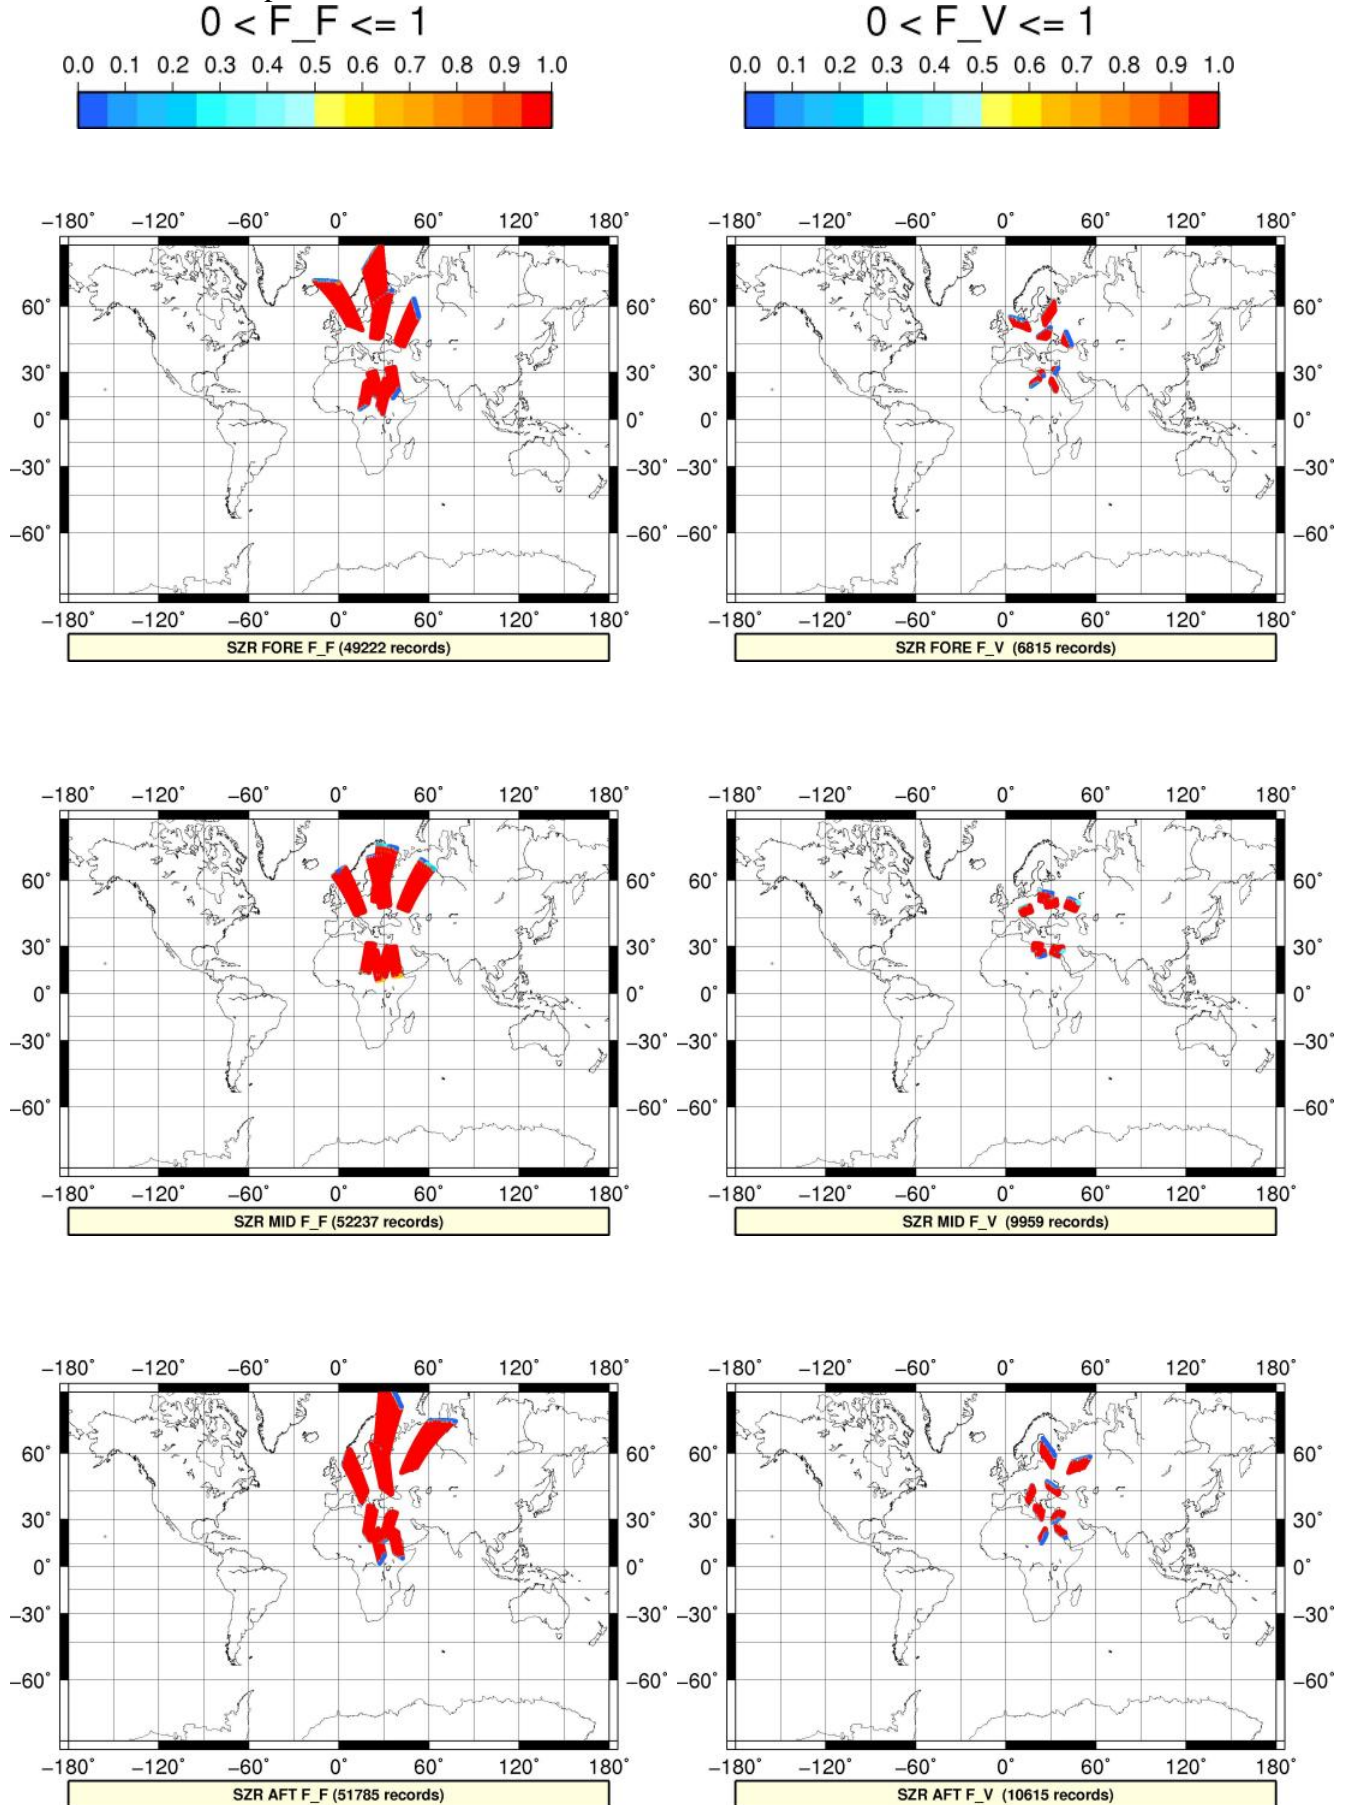 0 < F_F <= 1 0 < F_V <= 1
0.0 0.1 0.2 0.3 0.4 0.5 0.6 0.7 0.8 0.9 1.0 0.0 0.1 0.2 0.3 0.4 0.5 0.6 0.7 0.8 0.9 1.0
−180° −120° −60° 0° 60° 120° 180° −180° −120° −60° 0° 60° 120° 180°
60° 60° 60° 60°
30° 30° 30° 30°
0° 0° 0° 0°
−30° −30° −30° −30°
−60° −60° −60° −60°
−180° −120° −60° 0° 60° 120° 180° −180° −120° −60° 0° 60° 120° 180°
SZR FORE F_F (49222 records) SZR FORE F_V (6815 records)
−180° −120° −60° 0° 60° 120° 180° −180° −120° −60° 0° 60° 120° 180°
60° 60° 60° 60°
30° 30° 30° 30°
0° 0° 0° 0°
−30° −30° −30° −30°
−60° −60° −60° −60°
−180° −120° −60° 0° 60° 120° 180° −180° −120° −60° 0° 60° 120° 180°
SZR MID F_F (52237 records) SZR MID F_V (9959 records)
−180° −120° −60° 0° 60° 120° 180° −180° −120° −60° 0° 60° 120° 180°
60° 60° 60° 60°
30° 30° 30° 30°
0° 0° 0° 0°
−30° −30° −30° −30°
−60° −60° −60° −60°
−180° −120° −60° 0° 60° 120° 180° −180° −120° −60° 0° 60° 120° 180°
SZR AFT F_F (51785 records) SZR AFT F_V (10615 records)